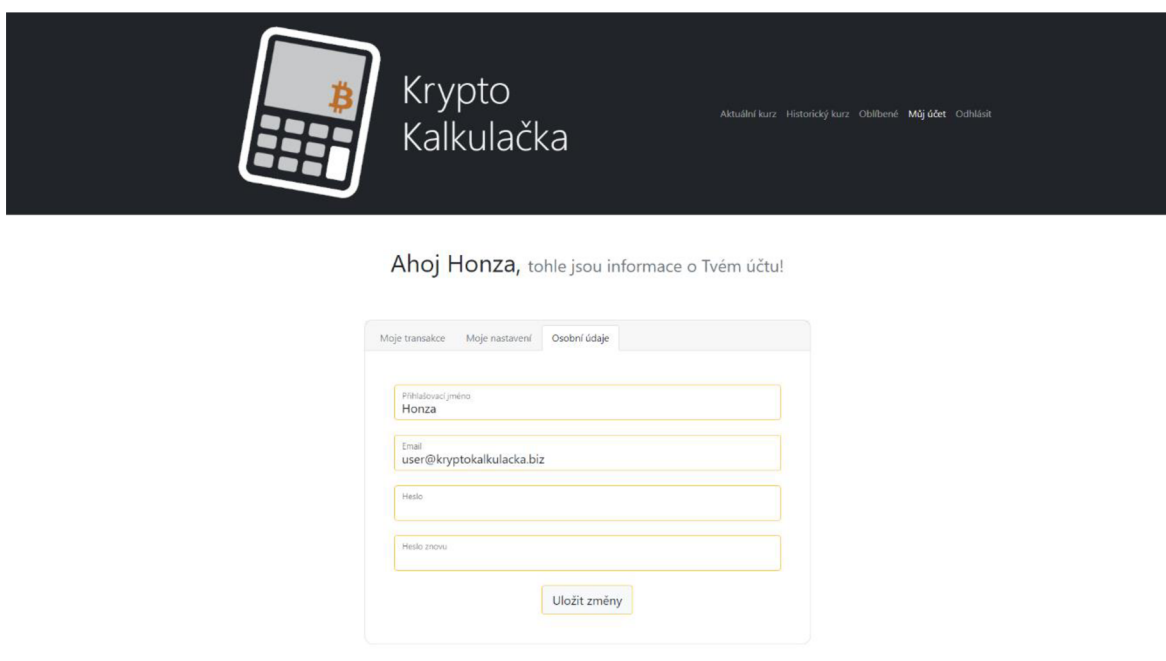 Krypto
Kalkulačka
Aktuální kurz Historický kurz Oblíbené Můj účet Odhlásit
Ahoj Honza, tohle jsou informace o Tvém účtu!
Moje transakce Moje nastavení Osobní údaje
Přihlašovací jméno
Honza
Email
user@kryptokalkulacka.biz
Heslo
Heslo znovu
Uložit změny